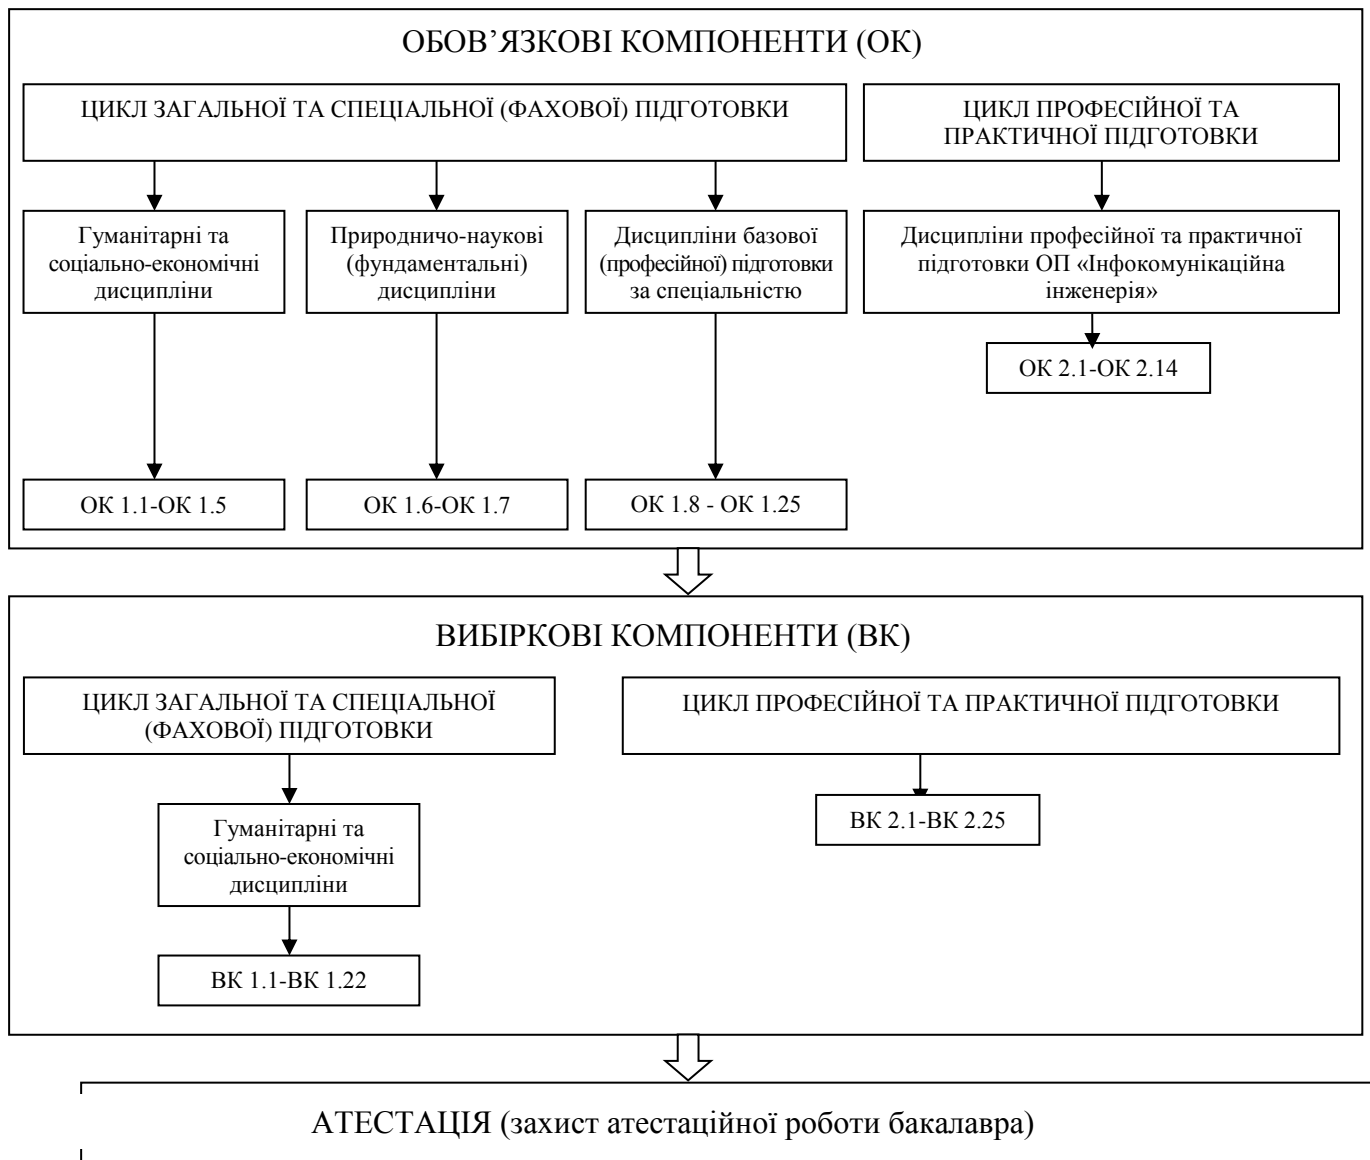 ОБОВ’ЯЗКОВІ КОМПОНЕНТИ (ОК)
ЦИКЛ ЗАГАЛЬНОЇ ТА СПЕЦІАЛЬНОЇ (ФАХОВОЇ) ПІДГОТОВКИ
ЦИКЛ ПРОФЕСІЙНОЇ ТА
ПРАКТИЧНОЇ ПІДГОТОВКИ
Гуманітарні та
соціально-економічні
дисципліни
Природничо-наукові
(фундаментальні)
дисципліни
Дисципліни базової
(професійної) підготовки
за спеціальністю
Дисципліни професійної та практичної
підготовки ОП «Інфокомунікаційна
інженерія»
ОК 2.1-ОК 2.14
ОК 1.1-ОК 1.5
ОК 1.6-ОК 1.7
ОК 1.8 - ОК 1.25
ВИБІРКОВІ КОМПОНЕНТИ (ВК)
ЦИКЛ ЗАГАЛЬНОЇ ТА СПЕЦІАЛЬНОЇ
(ФАХОВОЇ) ПІДГОТОВКИ
ЦИКЛ ПРОФЕСІЙНОЇ ТА ПРАКТИЧНОЇ ПІДГОТОВКИ
Гуманітарні та
соціально-економічні
дисципліни
ВК 2.1-ВК 2.25
ВК 1.1-ВК 1.22
АТЕСТАЦІЯ (захист атестаційної роботи бакалавра)